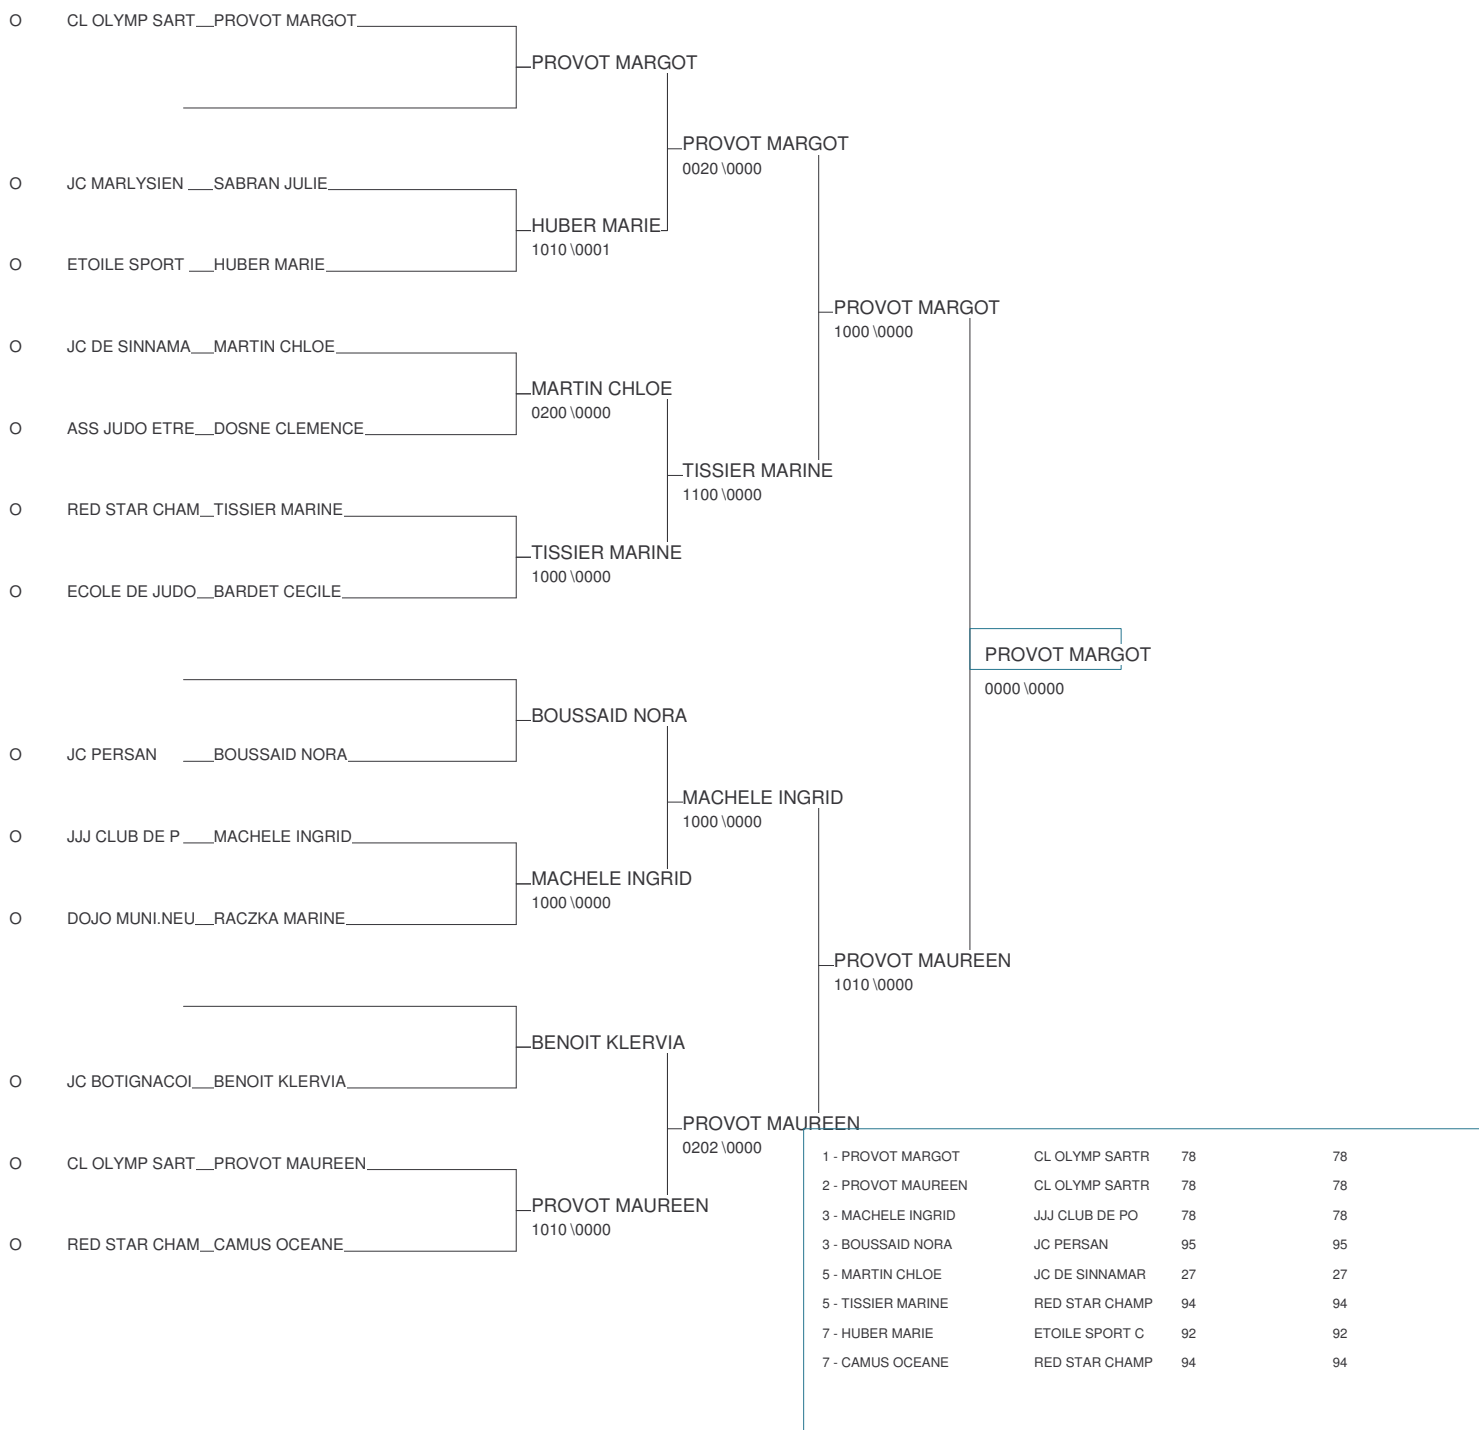 O CL OLYMP SART PROVOT MARGOT
PROVOT MARGOT
PROVOT MARGOT
0020 \0000
O JC MARLYSIEN SABRAN JULIE
HUBER MARIE
1010 \0001
O ETOILE SPORT HUBER MARIE
PROVOT MARGOT
1000 \0000
O JC DE SINNAMA MARTIN CHLOE
MARTIN CHLOE
0200 \0000
O ASS JUDO ETRE DOSNE CLEMENCE
TISSIER MARINE
1100 \0000
O RED STAR CHAM TISSIER MARINE
TISSIER MARINE
1000 \0000
O ECOLE DE JUDO BARDET CECILE
PROVOT MARGOT
0000 \0000
BOUSSAID NORA
O JC PERSAN BOUSSAID NORA
MACHELE INGRID
1000 \0000
O JJJ CLUB DE P MACHELE INGRID
MACHELE INGRID
1000 \0000
O DOJO MUNI.NEU RACZKA MARINE
PROVOT MAUREEN
1010 \0000
BENOIT KLERVIA
O JC BOTIGNACOI BENOIT KLERVIA
PROVOT MAUREEN
0202 \0000
O CL OLYMP SART PROVOT MAUREEN
PROVOT MAUREEN
1010 \0000
O RED STAR CHAM CAMUS OCEANE
1 - PROVOT MARGOT CL OLYMP SARTR 78 78
2 - PROVOT MAUREEN CL OLYMP SARTR 78 78
3 - MACHELE INGRID JJJ CLUB DE PO 78 78
3 - BOUSSAID NORA JC PERSAN 95 95
5 - MARTIN CHLOE JC DE SINNAMAR 27 27
5 - TISSIER MARINE RED STAR CHAMP 94 94
7 - HUBER MARIE ETOILE SPORT C 92 92
7 - CAMUS OCEANE RED STAR CHAMP 94 94